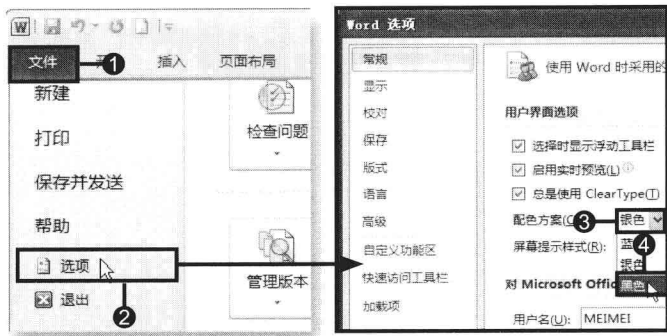 文件
插入
页面布局
新建
打印
保存并发送
帮助
选项
退出
检查问题
管理版本
1
2
Word 选项
常规
显示
校对
保存
版式
语言
高级
自定义功能区
快速访问工具栏
加载项
使用 Word 时采用的
用户界面选项
选择时显示浮动工具栏
启用实时预览(L)
总是使用 ClearType(T)
配色方案(C 3 银色
屏幕提示样式(R): 蓝 4
银色
黑色
对 Microsoft Offic
用户名(U): MEIMEI